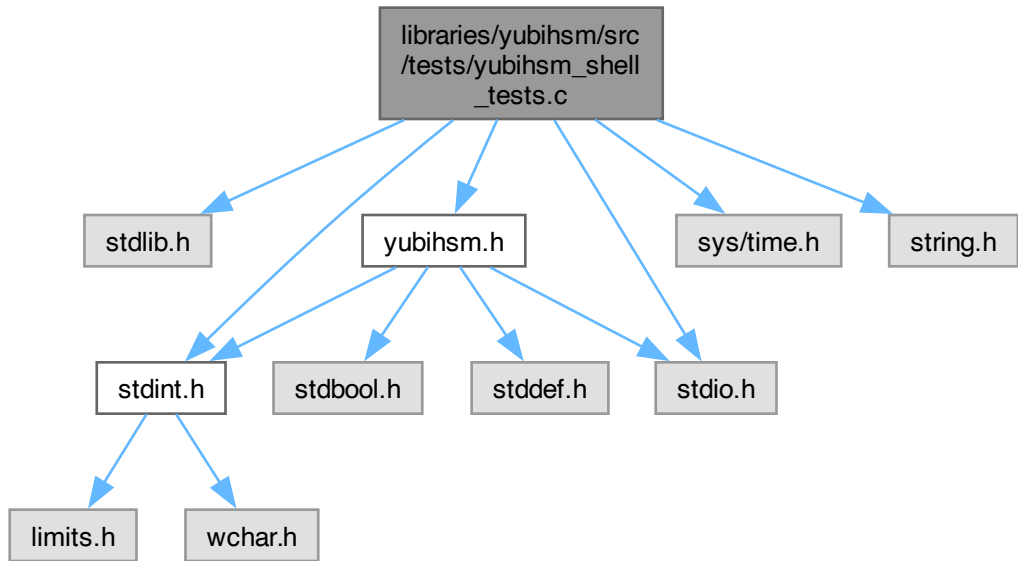 libraries/yubihsm/src
/tests/yubihsm_shell
_tests.c
stdlib.h
yubihsm.h
sys/time.h
string.h
stdint.h
stdbool.h
stddef.h
stdio.h
limits.h
wchar.h